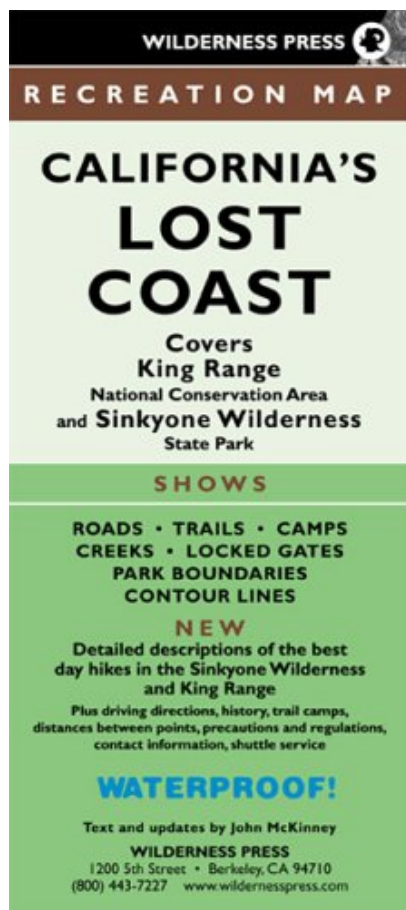 WILDERNESS PRESS
RECREATION MAP
CALIFORNIA'S
LOST
COAST
Covers
King Range
National Conservation Area
and Sinkyone Wilderness
State Park
SHOWS
ROADS • TRAILS • CAMPS
CREEKS • LOCKED GATES
PARK BOUNDARIES
CONTOUR LINES
NEW
Detailed descriptions of the best
day hikes in the Sinkyone Wilderness
and King Range
Plus driving directions, history, trail camps,
distances between points, precautions and regulations,
contact information, shuttle service
WATERPROOF!
Text and updates by John McKinney
WILDERNESS PRESS
1200 5th Street • Berkeley, CA 94710
(800) 443-7227 www.wildernesspress.com